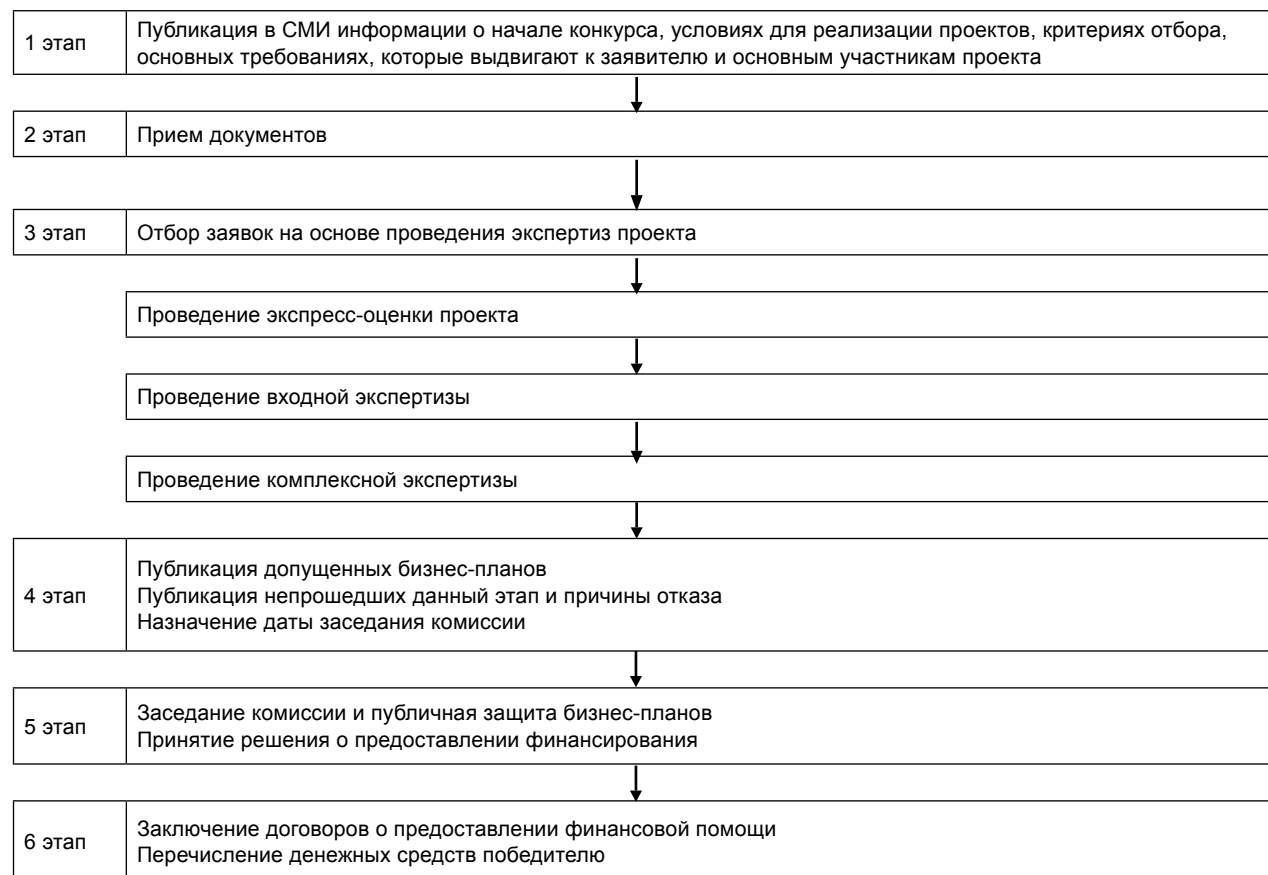 1 этап
Публикация в СМИ информации о начале конкурса, условиях для реализации проектов, критериях отбора,
основных требованиях, которые выдвигают к заявителю и основным участникам проекта
2 этап
Прием документов
3 этап
Отбор заявок на основе проведения экспертиз проекта
Проведение экспресс-оценки проекта
Проведение входной экспертизы
Проведение комплексной экспертизы
4 этап
Публикация допущенных бизнес-планов
Публикация непрошедших данный этап и причины отказа
Назначение даты заседания комиссии
5 этап
Заседание комиссии и публичная защита бизнес-планов
Принятие решения о предоставлении финансирования
6 этап
Заключение договоров о предоставлении финансовой помощи
Перечисление денежных средств победителю